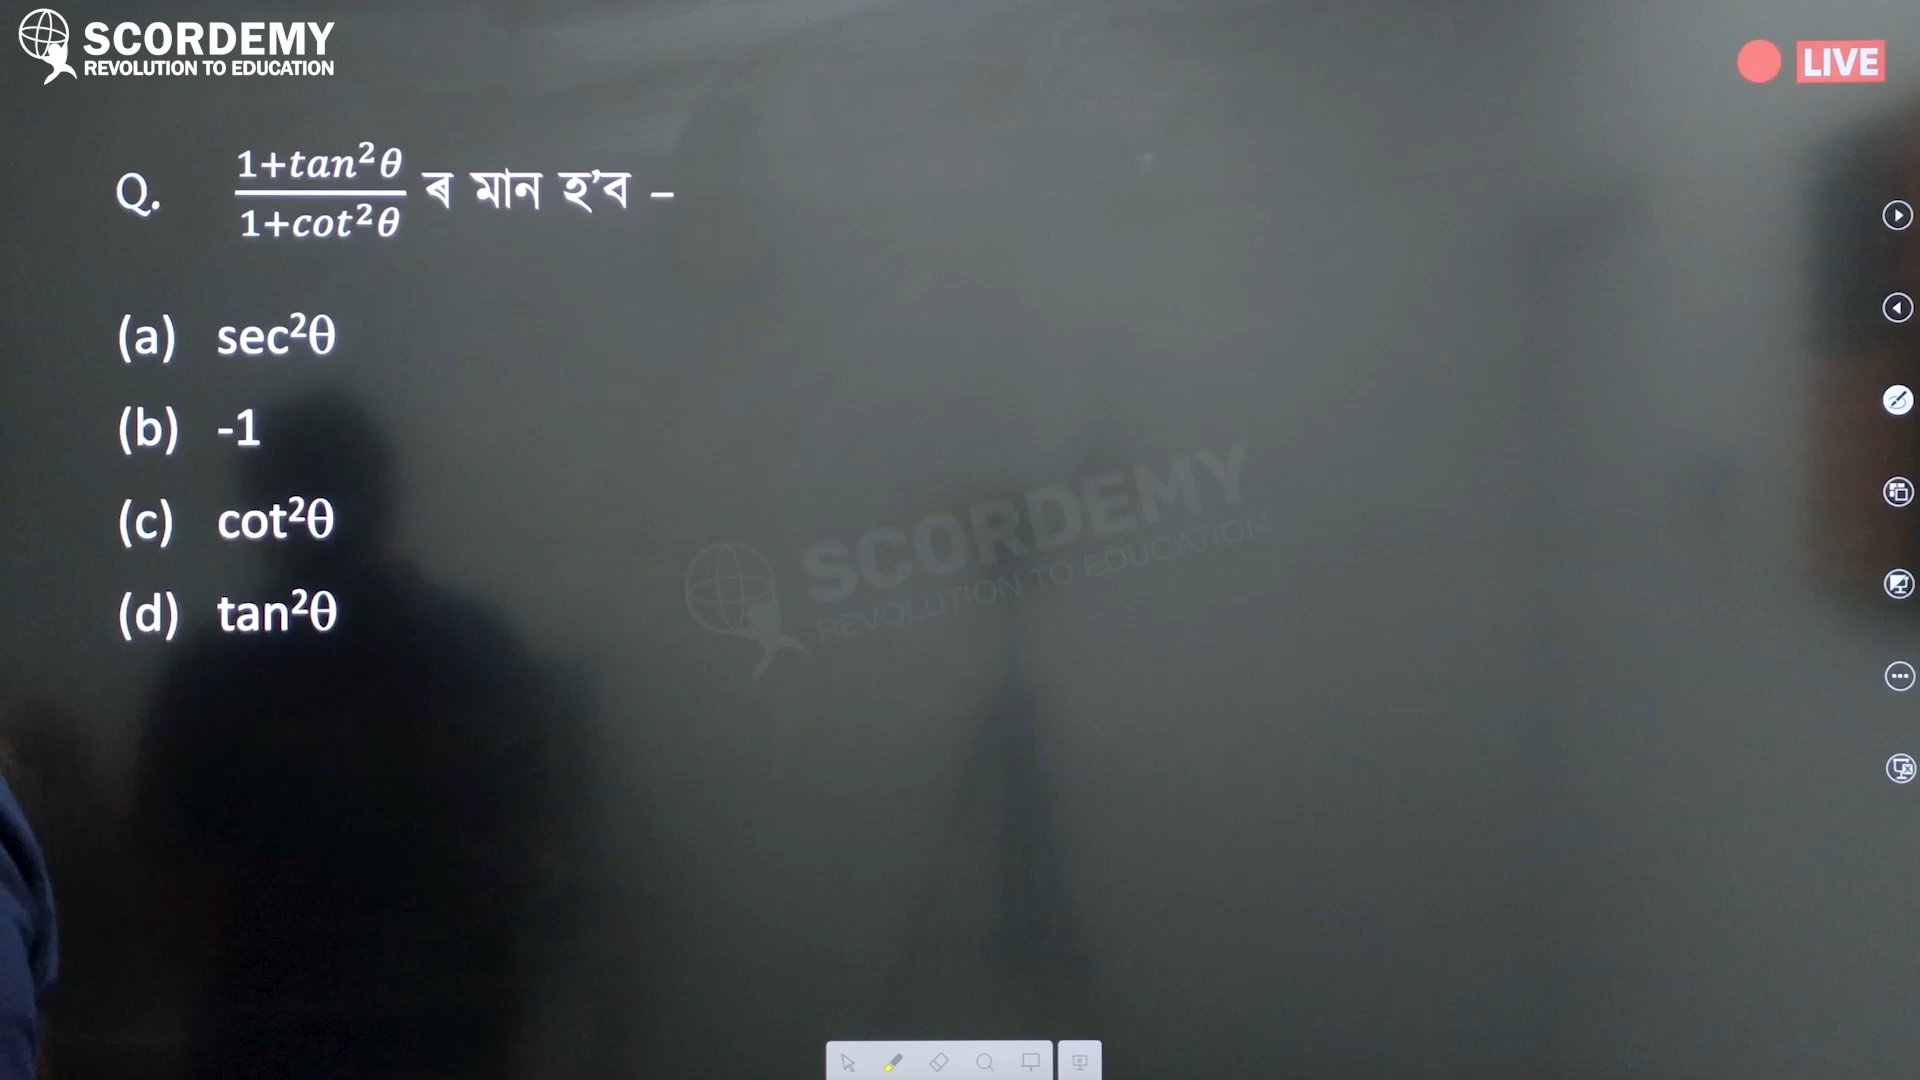 SCORDEMY
REVOLUTION TO EDUCATION
LIVE
Q. (1+tan²θ)/(1+cot²θ) ৰ মান হ’ব –
(a) sec²θ
(b) -1
(c) cot²θ
(d) tan²θ
SCORDEMY
REVOLUTION TO EDUCATION